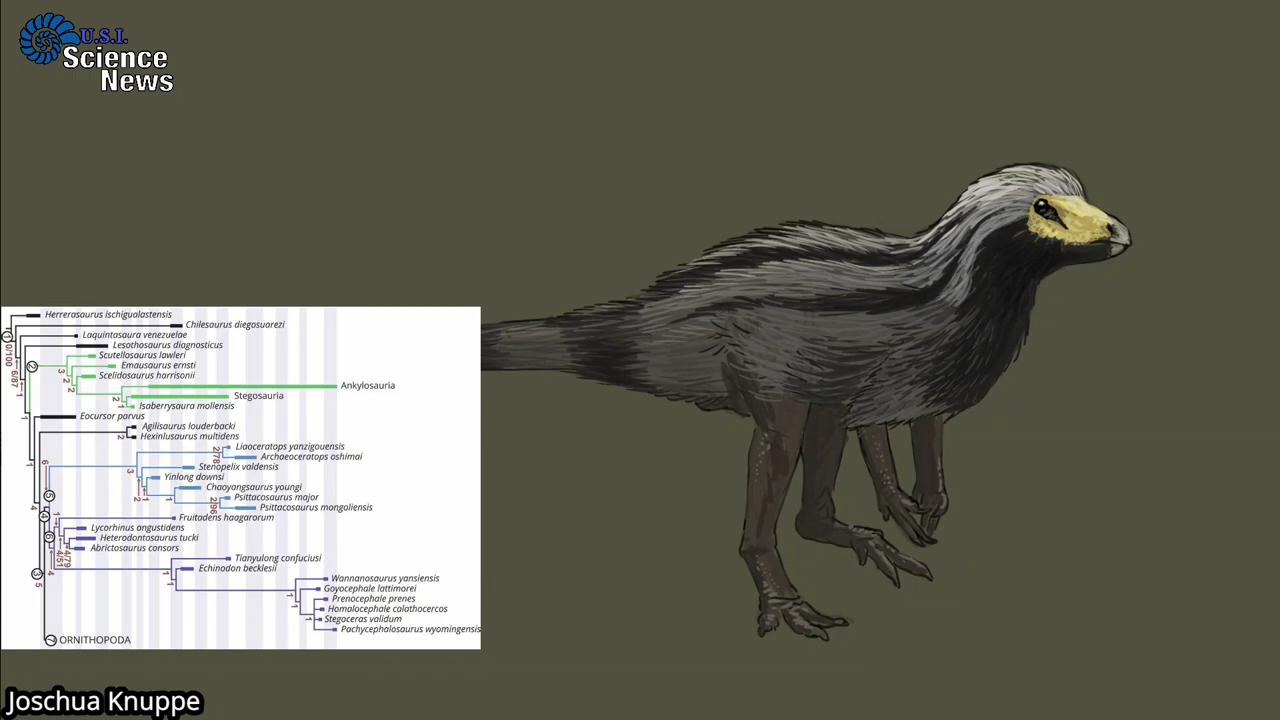 U.S.I.
Science
News
Herrerasaurus ischigualastensis
Chilesaurus diegosuarezi
Laquintasaura venezuelae
Lesothosaurus diagnosticus
Scutellosaurus lawleri
Emausaurus ernsti
Scelidosaurus harrisonii
Ankylosauria
Stegosauria
Isaberrysaura mollensis
Eocursor parvus
Agilisaurus louderbacki
Hexinlusaurus multidens
Liaoceratops yanzigouensis
Archaeoceratops oshimai
Stenopelix valdensis
Yinlong downsi
Chaoyangsaurus youngi
Psittacosaurus major
Psittacosaurus mongoliensis
Fruitadens haagarorum
Lycorhinus angustidens
Heterodontosaurus tucki
Abrictosaurus consors
Tianyulong confuciusi
Echinodon becklesii
Wannanosaurus yansiensis
Goyocephale lattimorei
Prenocephale prenes
Homalocephale calathocercos
Stegoceras validum
Pachycephalosaurus wyomingensis
ORNITHOPODA
Joschua Knuppe